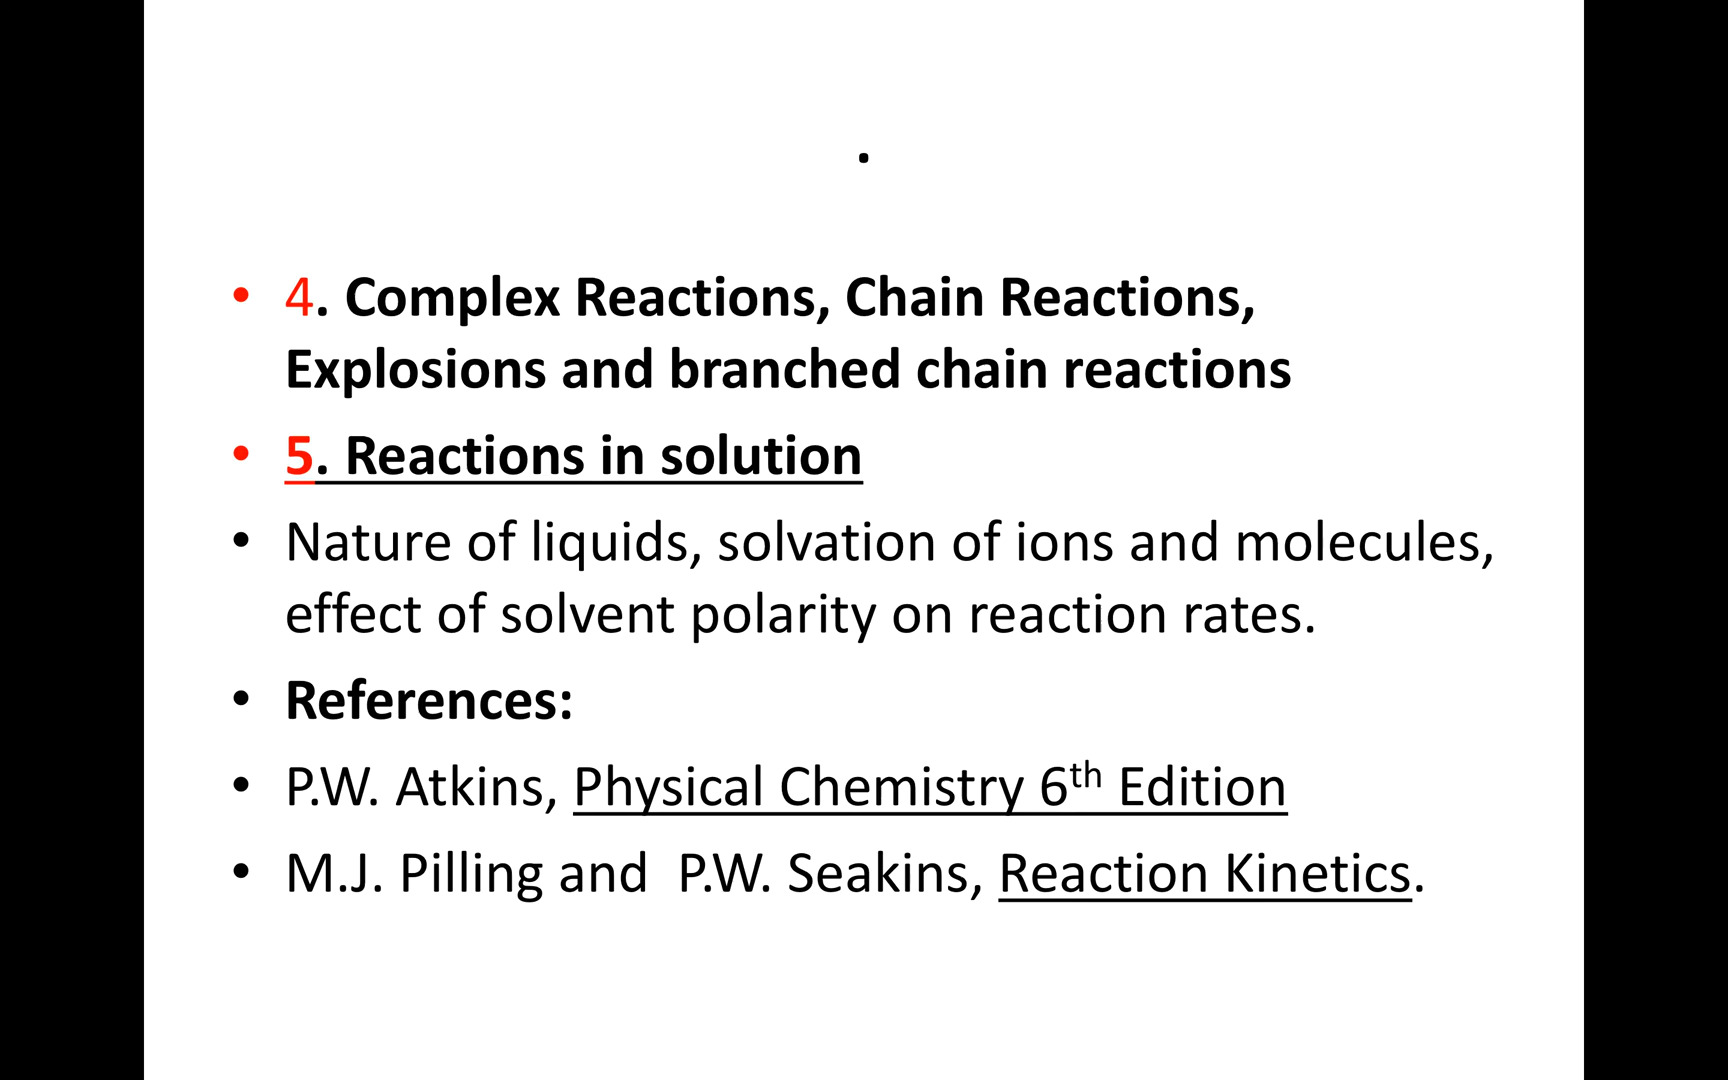 .
• 4. Complex Reactions, Chain Reactions,
Explosions and branched chain reactions
• 5. Reactions in solution
• Nature of liquids, solvation of ions and molecules,
effect of solvent polarity on reaction rates.
• References:
• P.W. Atkins, Physical Chemistry 6th Edition
• M.J. Pilling and  P.W. Seakins, Reaction Kinetics.